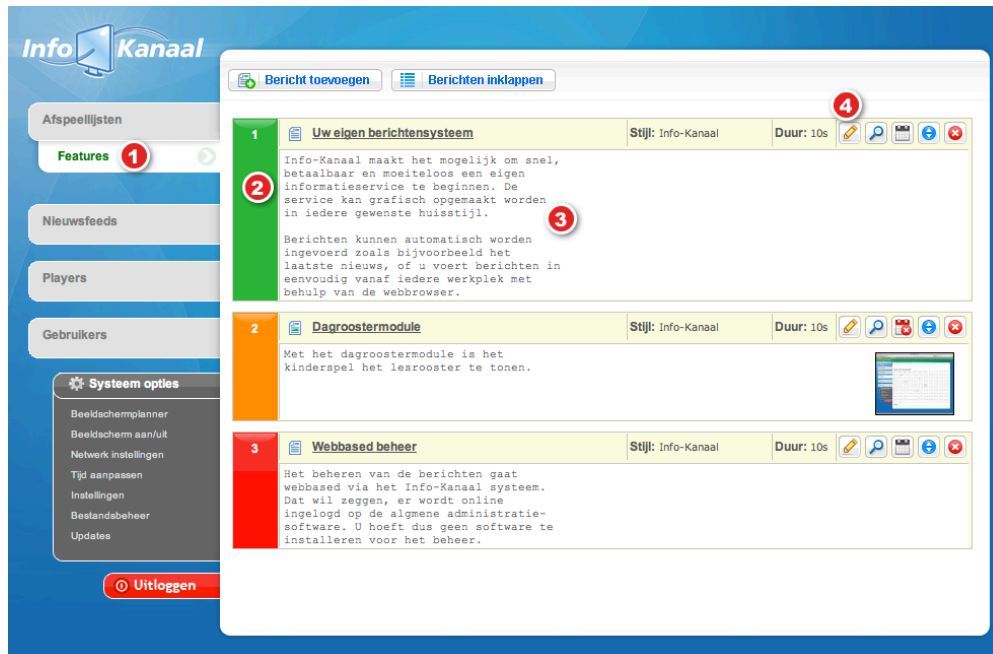 Info Kanaal
Bericht toevoegen
Berichten inklappen
Afspeellijsten
Features
1
Nieuwsfeeds
Players
Gebruikers
Systeem opties
Beeldschermplanner
Beeldscherm aan/uit
Netwerk instellingen
Tijd aanpassen
Instellingen
Bestandsbeheer
Updates
Uitloggen
4
1
Uw eigen berichtensysteem
Stijl: Info-Kanaal
Duur: 10s
2
Info-Kanaal maakt het mogelijk om snel,
betaalbaar en moeiteloos een eigen
informatieservice te beginnen. De
service kan grafisch opgemaakt worden
in iedere gewenste huisstijl.
3
Berichten kunnen automatisch worden
ingevoerd zoals bijvoorbeeld het
laatste nieuws, of u voert berichten in
eenvoudig vanaf iedere werkplek met
behulp van de webbrowser.
2
Dagroostermodule
Stijl: Info-Kanaal
Duur: 10s
Met het dagroostermodule is het
kinderspel het lesrooster te tonen.
3
Webbased beheer
Stijl: Info-Kanaal
Duur: 10s
Het beheren van de berichten gaat
webbased via het Info-Kanaal systeem.
Dat wil zeggen, er wordt online
ingelogd op de algmene administratie-
software. U hoeft dus geen software te
installeren voor het beheer.